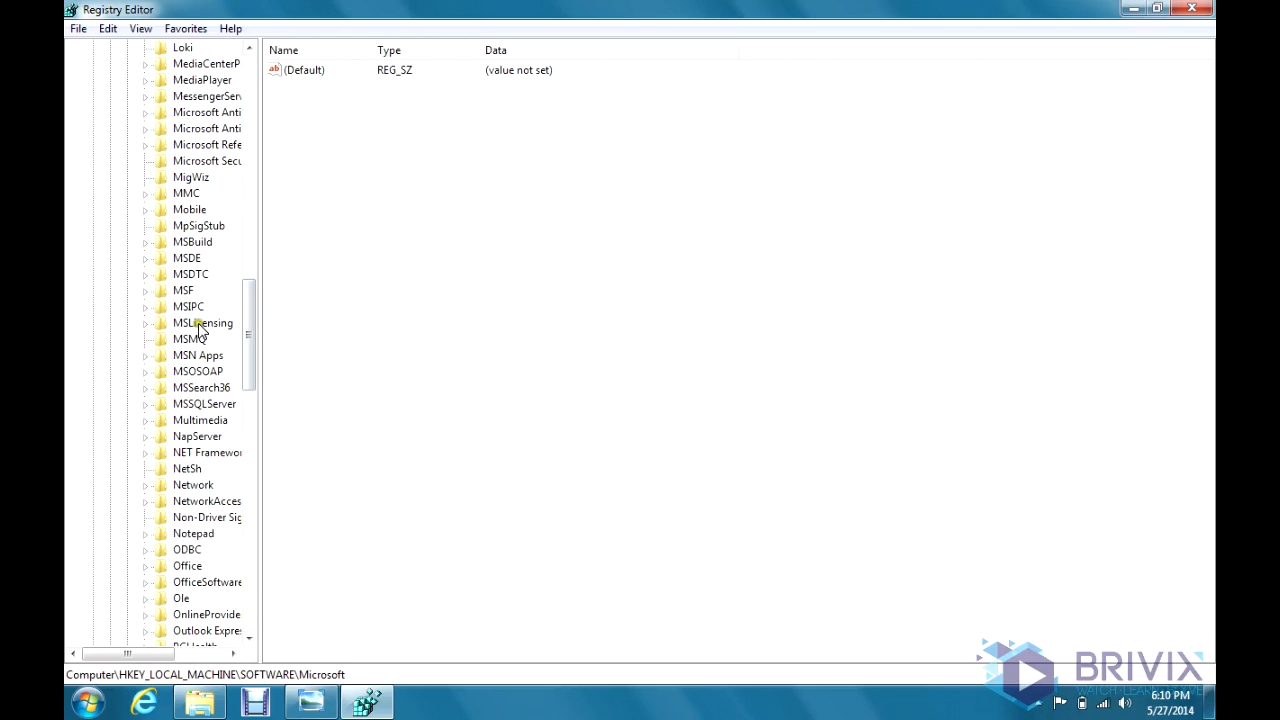 Registry Editor
File Edit View Favorites Help
Name Type Data
(Default) REG_SZ (value not set)
Loki
MediaCenterP
MediaPlayer
MessengerSer
Microsoft Anti
Microsoft Anti
Microsoft Refe
Microsoft Secu
MigWiz
MMC
Mobile
MpSigStub
MSBuild
MSDE
MSDTC
MSF
MSIPC
MSLicensing
MSMQ
MSN Apps
MSOSOAP
MSSearch36
MSSQLServer
Multimedia
NapServer
NET Framewo
NetSh
Network
NetworkAcces
Non-Driver Sig
Notepad
ODBC
Office
OfficeSoftware
Ole
OnlineProvide
Outlook Expre
Computer\HKEY_LOCAL_MACHINE\SOFTWARE\Microsoft
BRIVIX
6:10 PM
5/27/2014